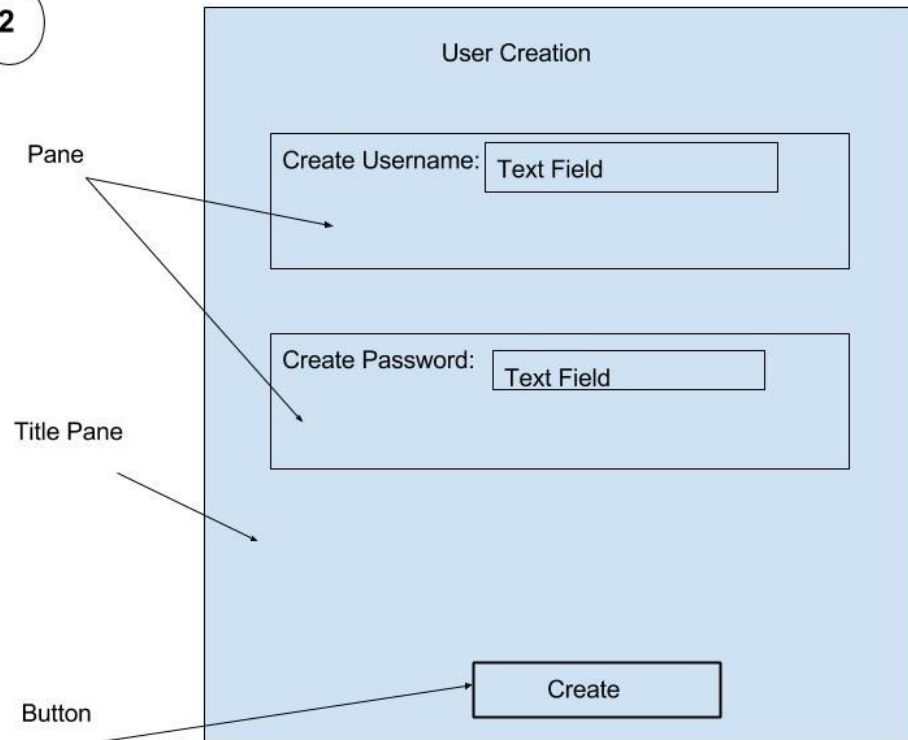 2
User Creation
Pane
Create Username:
Text Field
Create Password:
Text Field
Title Pane
Create
Button